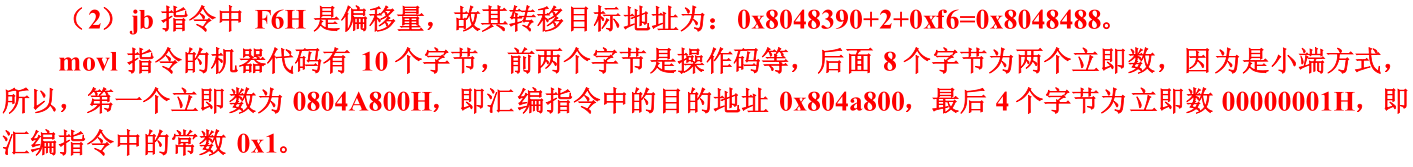 （2）jb 指令中 F6H 是偏移量，故其转移目标地址为：0x8048390+2+0xf6=0x8048488。
movl 指令的机器代码有 10 个字节，前两个字节是操作码等，后面 8 个字节为两个立即数，因为是小端方式，
所以，第一个立即数为 0804A800H，即汇编指令中的目的地址 0x804a800，最后 4 个字节为立即数 00000001H，即
汇编指令中的常数 0x1。